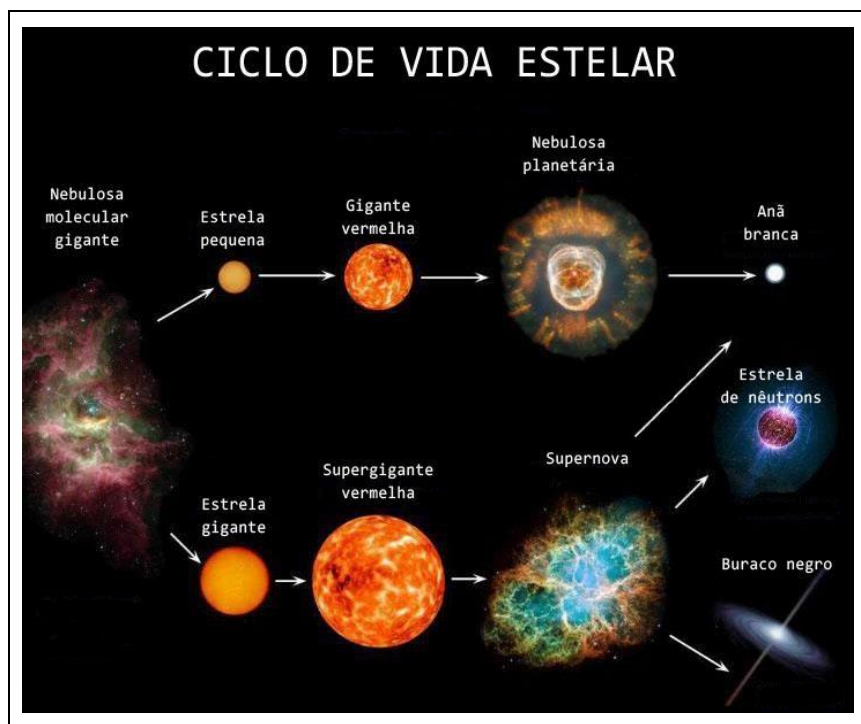 CICLO DE VIDA ESTELAR
Nebulosa
molecular
gigante
Estrela
pequena
Gigante
vermelha
Nebulosa
planetária
Anã
branca
Estrela
gigante
Supergigante
vermelha
Supernova
Estrela
de nêutrons
Buraco negro